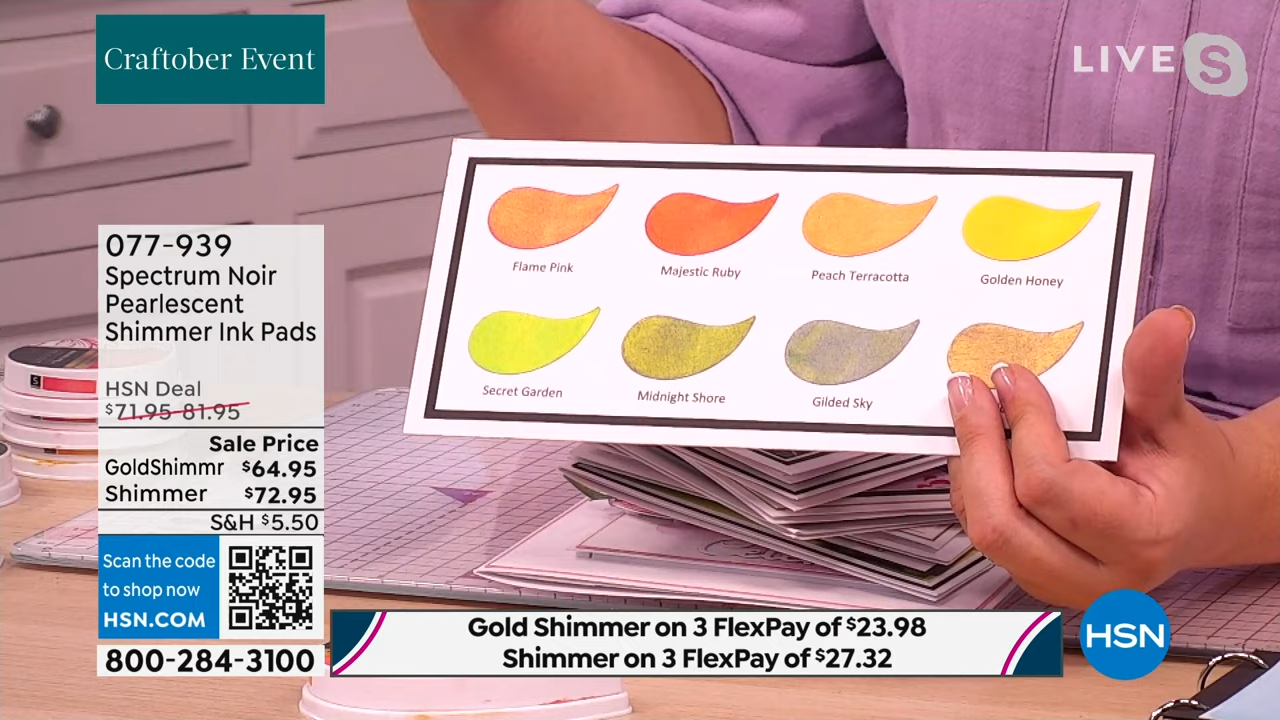 Craftober Event
LIVE S
Flame Pink
Majestic Ruby
Peach Terracotta
Golden Honey
Secret Garden
Midnight Shore
Gilded Sky
077-939
Spectrum Noir
Pearlescent
Shimmer Ink Pads
HSN Deal
$71.95-81.95
Sale Price
GoldShimmr $64.95
Shimmer $72.95
S&H $5.50
Scan the code
to shop now
HSN.COM
800-284-3100
Gold Shimmer on 3 FlexPay of $23.98
Shimmer on 3 FlexPay of $27.32
HSN